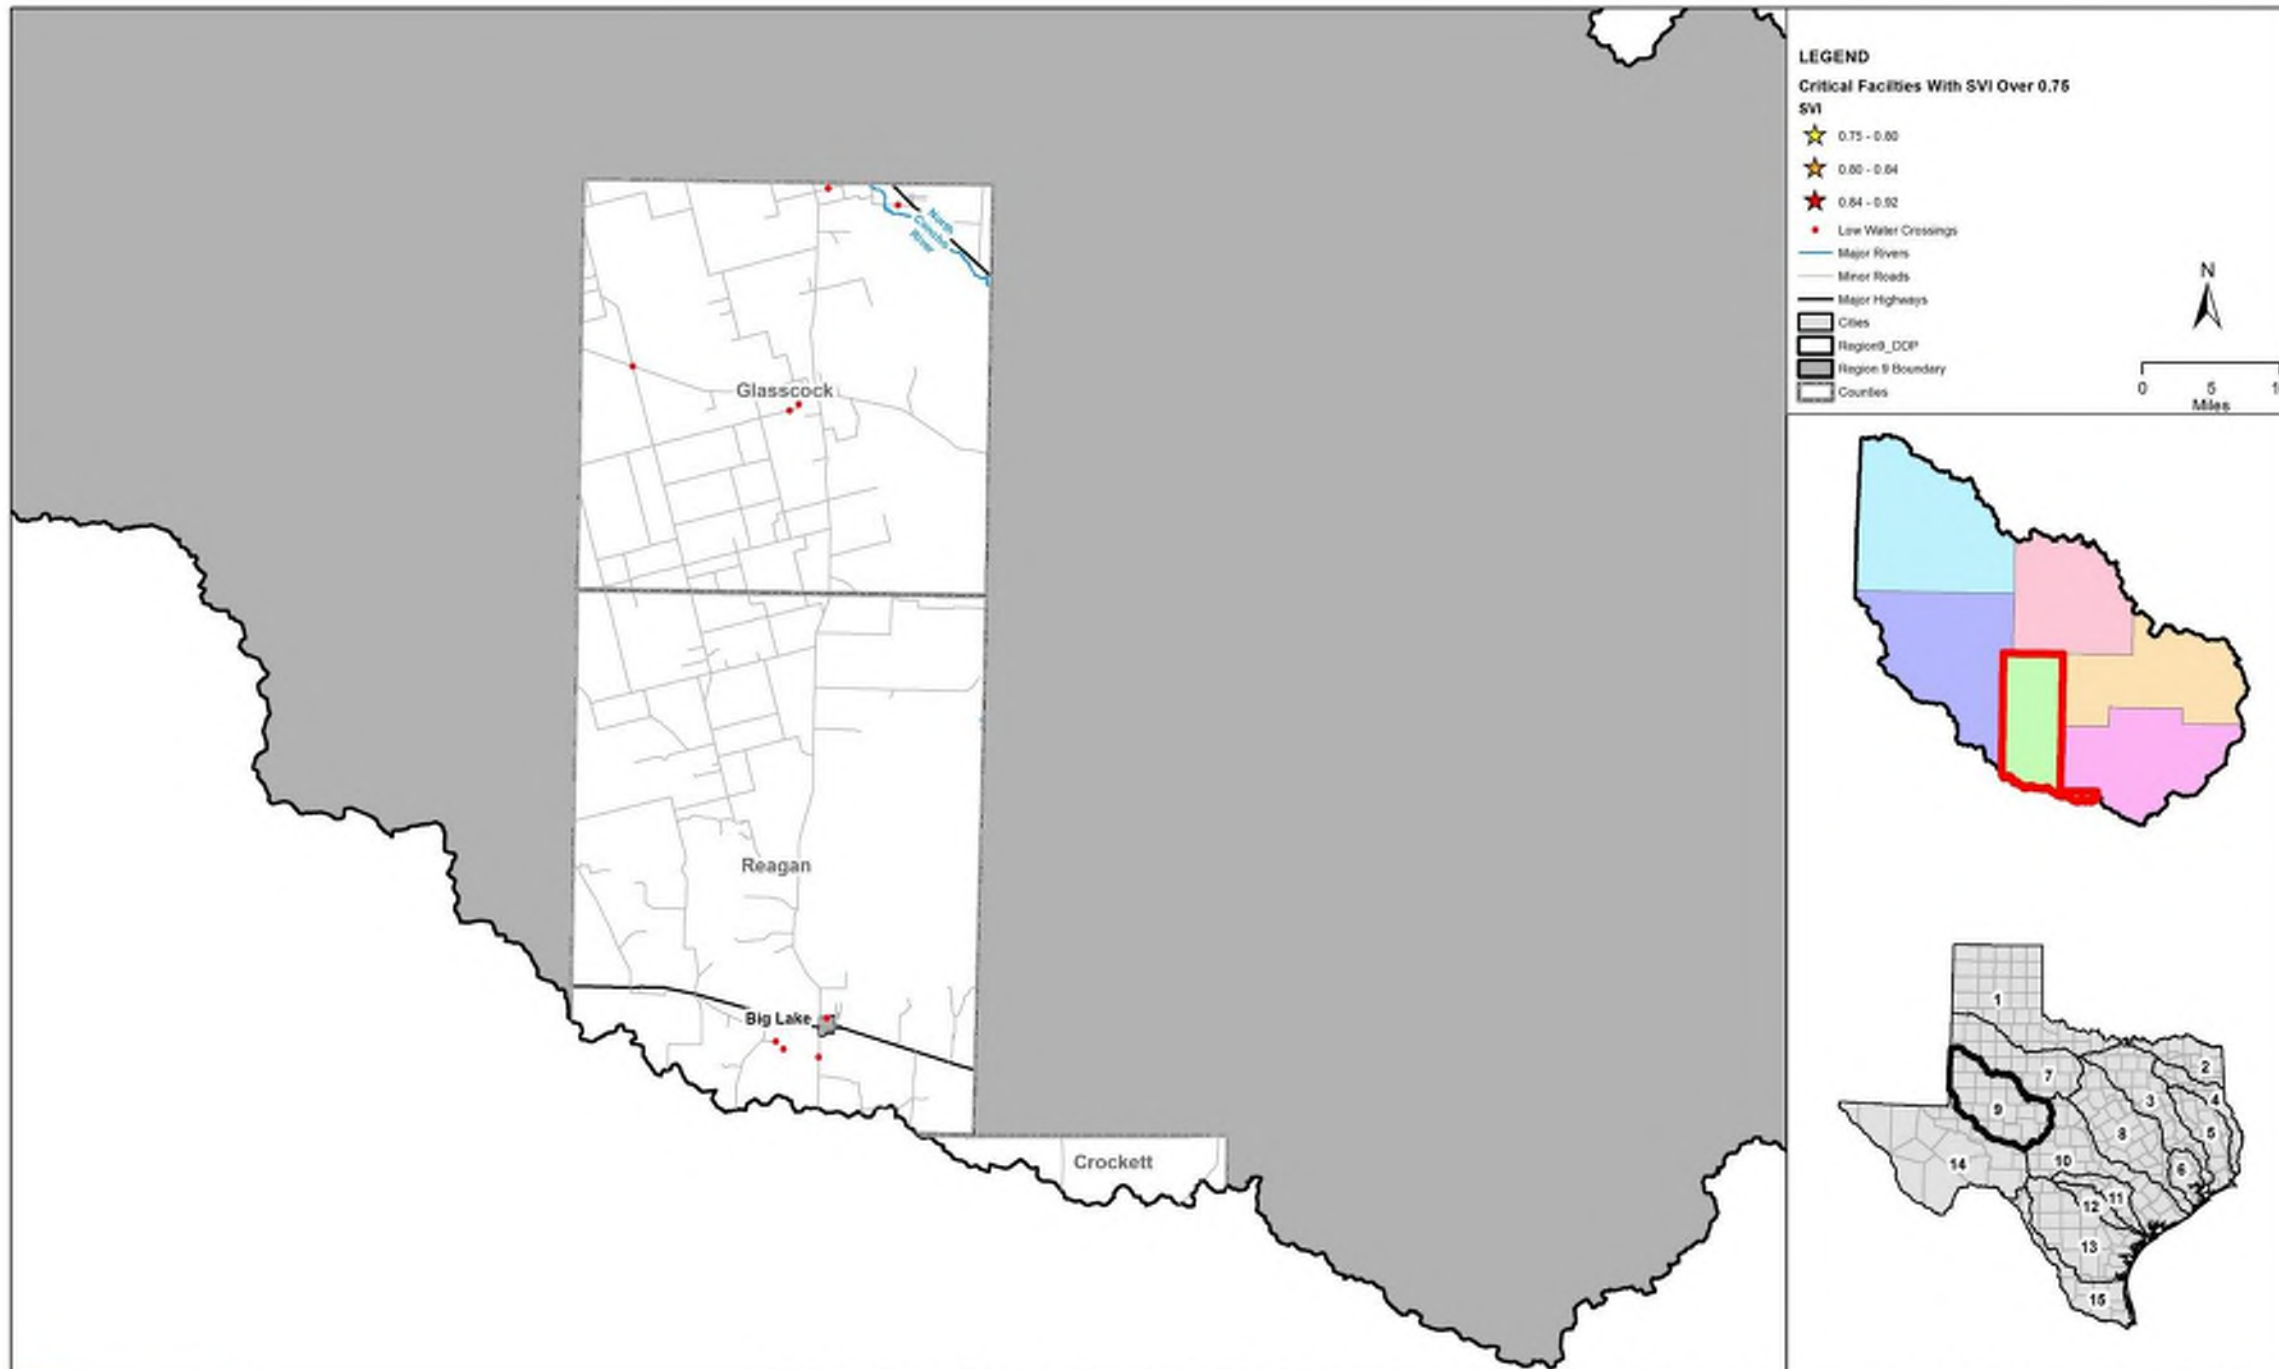 LEGEND
Critical Facilties With SVI Over 0.75
SVI
0.75 - 0.80
0.80 - 0.84
0.84 - 0.92
Low Water Crossings
Major Rivers
Minor Roads
Major Highways
Cities
Region9_DDP
Region 9 Boundary
Counties
N
0 5
Miles
North
Concho
River
Glasscock
Reagan
Big Lake
Crockett
1
2
7
3
4
9
8
5
14
10
6
11
12
13
15